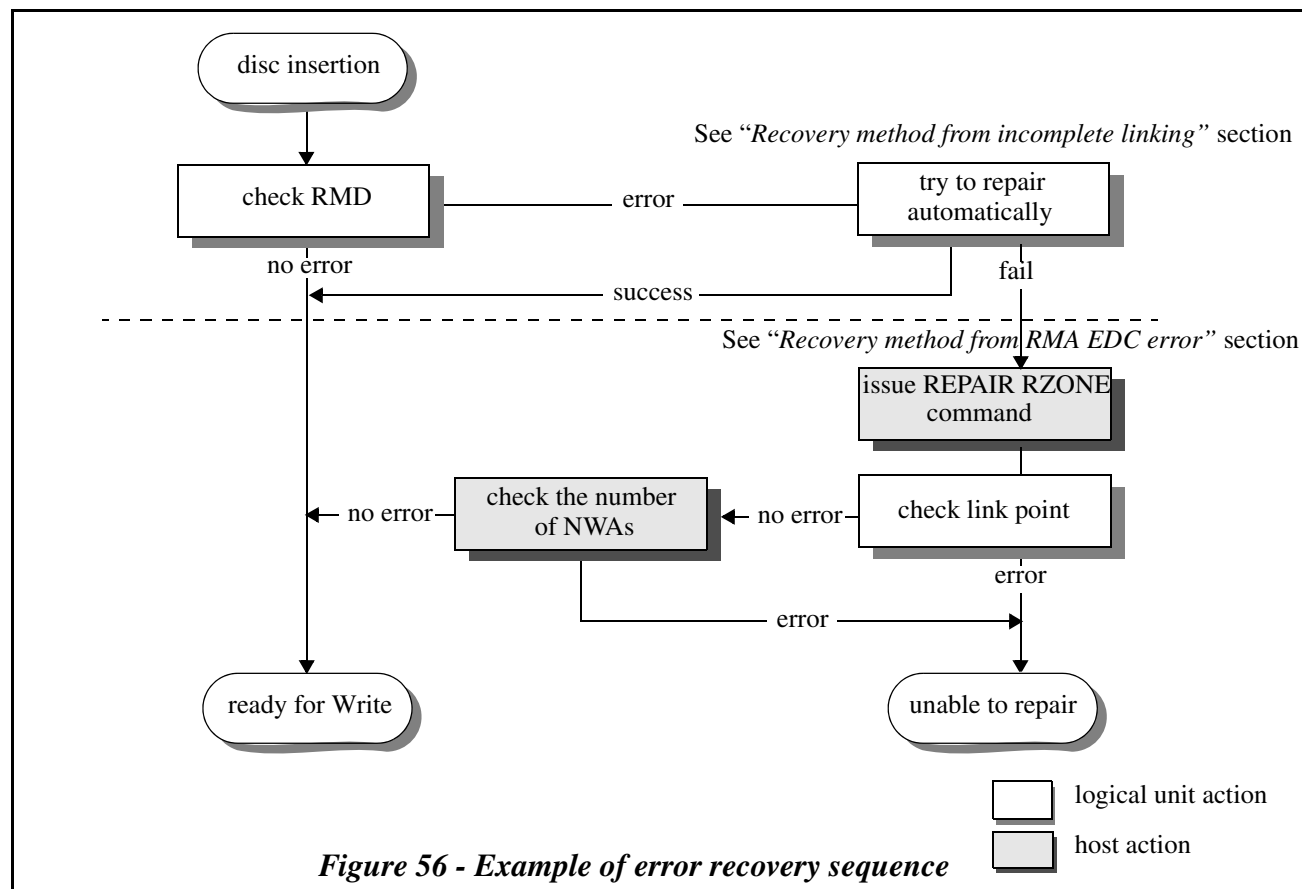 disc insertion
See “Recovery method from incomplete linking” section
check RMD
error
try to repair
automatically
no error
fail
success
See “Recovery method from RMA EDC error” section
issue REPAIR RZONE
command
check the number
of NWAs
no error
no error
check link point
error
error
ready for Write
unable to repair
logical unit action
host action
Figure 56 - Example of error recovery sequence